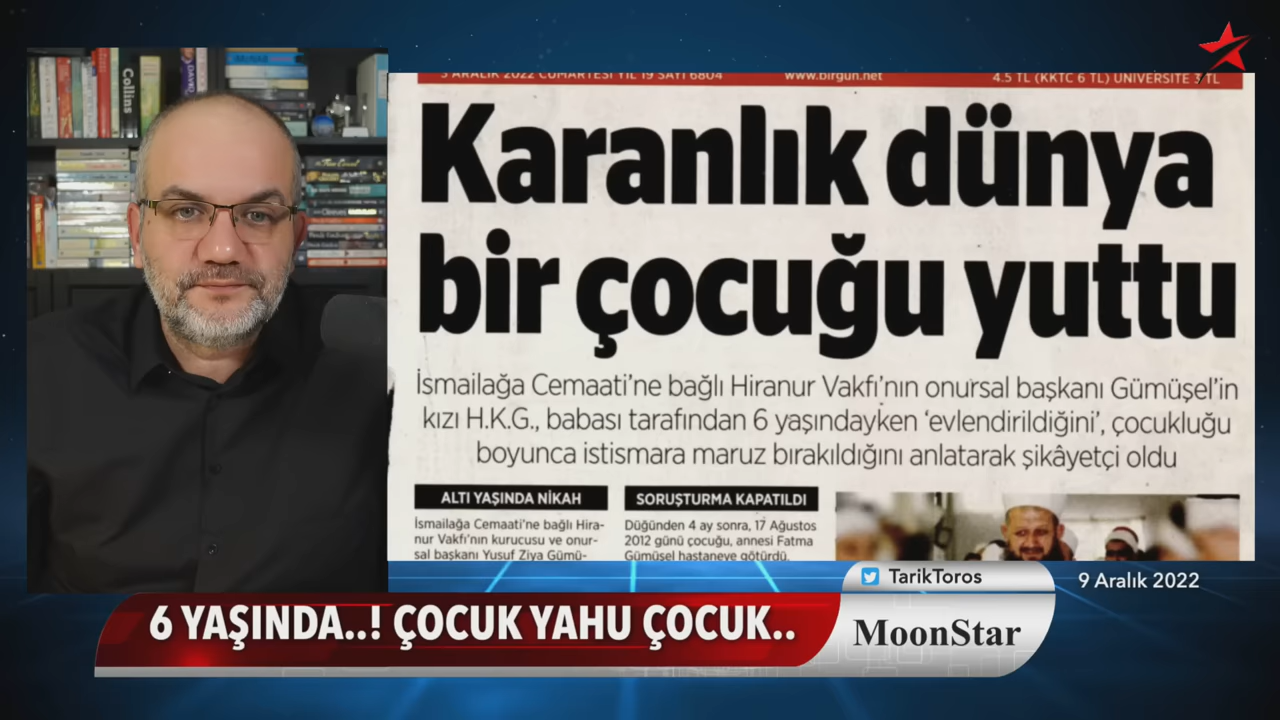 Collins
3 ARALIK 2022 CUMARTESİ YIL 19 SAYI 6804
www.birgun.net
4.5 TL (KKTC 6 TL) ÜNİVERSİTE 3 TL
Karanlık dünya
bir çocuğu yuttu
İsmailağa Cemaati’ne bağlı Hiranur Vakfı’nın onursal başkanı Gümüşel’in
kızı H.K.G., babası tarafından 6 yaşındayken ‘evlendirildiğini’, çocukluğu
boyunca istismara maruz bırakıldığını anlatarak şikâyetçi oldu
ALTI YAŞINDA NİKAH
İsmailağa Cemaati’ne bağlı Hira-
nur Vakfı’nın kurucusu ve onur-
sal başkanı Yusuf Ziya Gümü-
SORUŞTURMA KAPATILDI
Düğünden 4 ay sonra, 17 Ağustos
2012 günü çocuğu, annesi Fatma
Gümüşel hastaneye götürdü.
TarikToros
9 Aralık 2022
6 YAŞINDA..! ÇOCUK YAHU ÇOCUK..
MoonStar